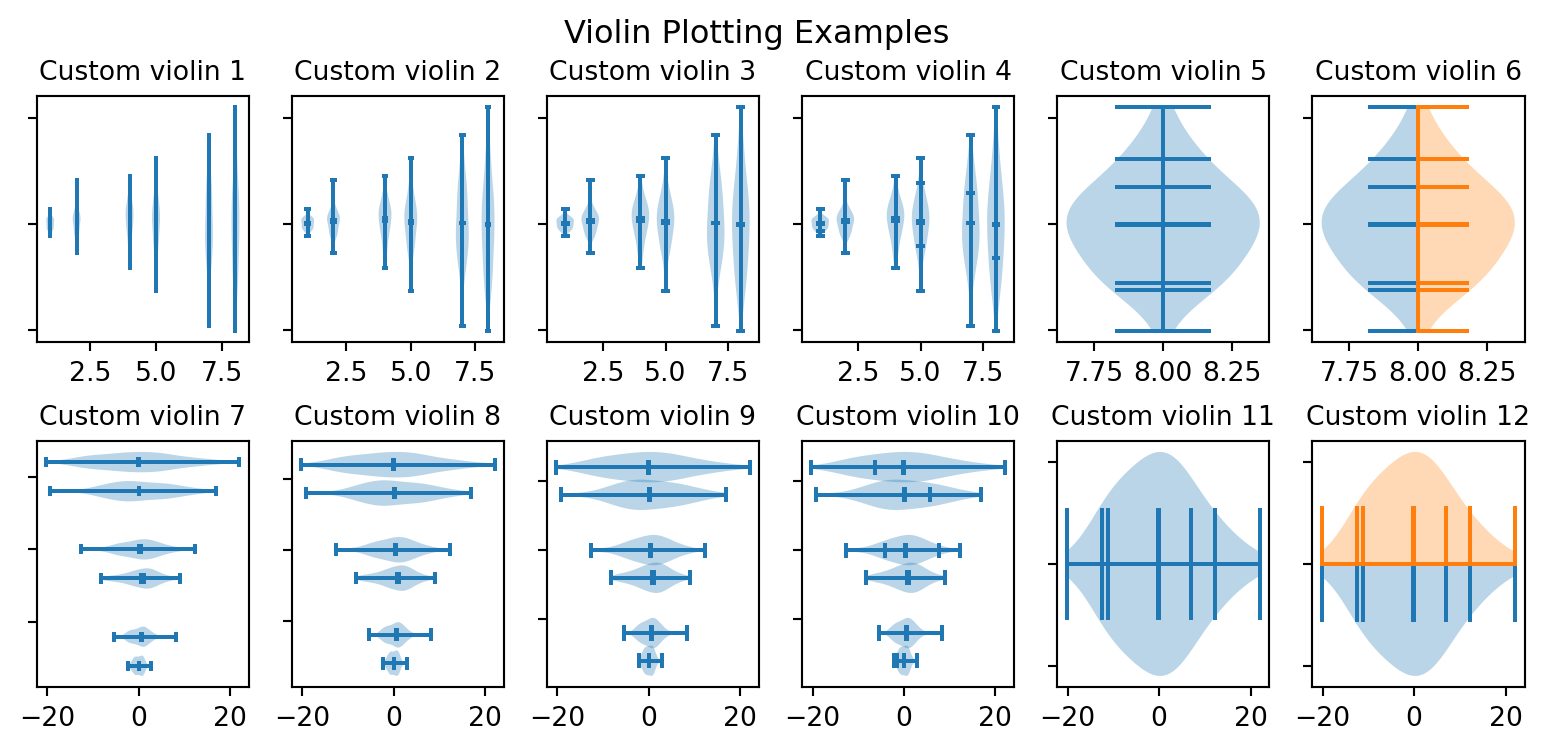 Violin Plotting Examples
Custom violin 1 Custom violin 2 Custom violin 3 Custom violin 4 Custom violin 5 Custom violin 6
2.5 5.0 7.5 2.5 5.0 7.5 2.5 5.0 7.5 2.5 5.0 7.5 7.75 8.00 8.25 7.75 8.00 8.25
Custom violin 7 Custom violin 8 Custom violin 9 Custom violin 10 Custom violin 11 Custom violin 12
−20 0 20 −20 0 20 −20 0 20 −20 0 20 −20 0 20 −20 0 20